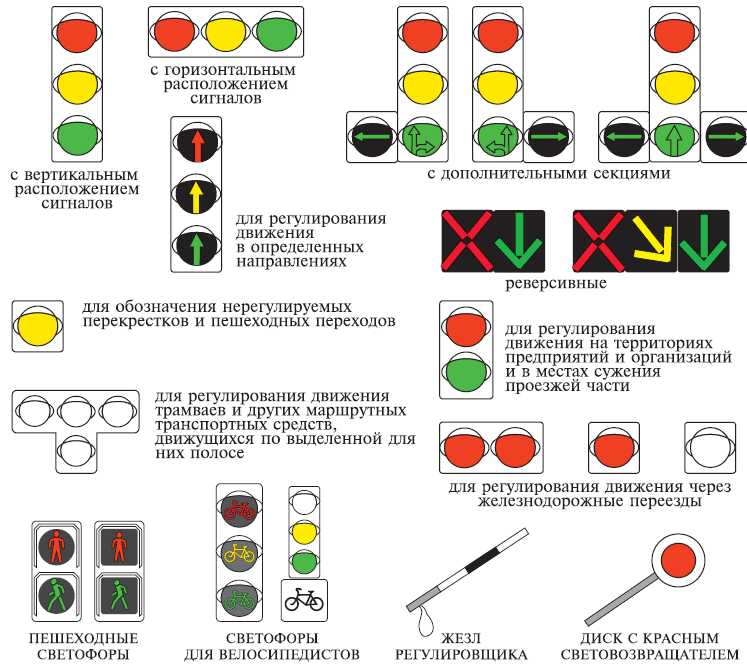 с горизонтальным
расположением
сигналов
с вертикальным
расположением
сигналов
с дополнительными секциями
для регулирования
движения
в определенных
направлениях
реверсивные
для обозначения нерегулируемых
перекрестков и пешеходных переходов
для регулирования
движения на территориях
предприятий и организаций
и в местах сужения
проезжей части
для регулирования движения
трамваев и других маршрутных
транспортных средств,
движущихся по выделенной для
них полосе
для регулирования движения через
железнодорожные переезды
ПЕШЕХОДНЫЕ
СВЕТОФОРЫ
СВЕТОФОРЫ
ДЛЯ ВЕЛОСИПЕДИСТОВ
ЖЕЗЛ
РЕГУЛИРОВЩИКА
ДИСК С КРАСНЫМ
СВЕТОВОЗВРАЩАТЕЛЕМ